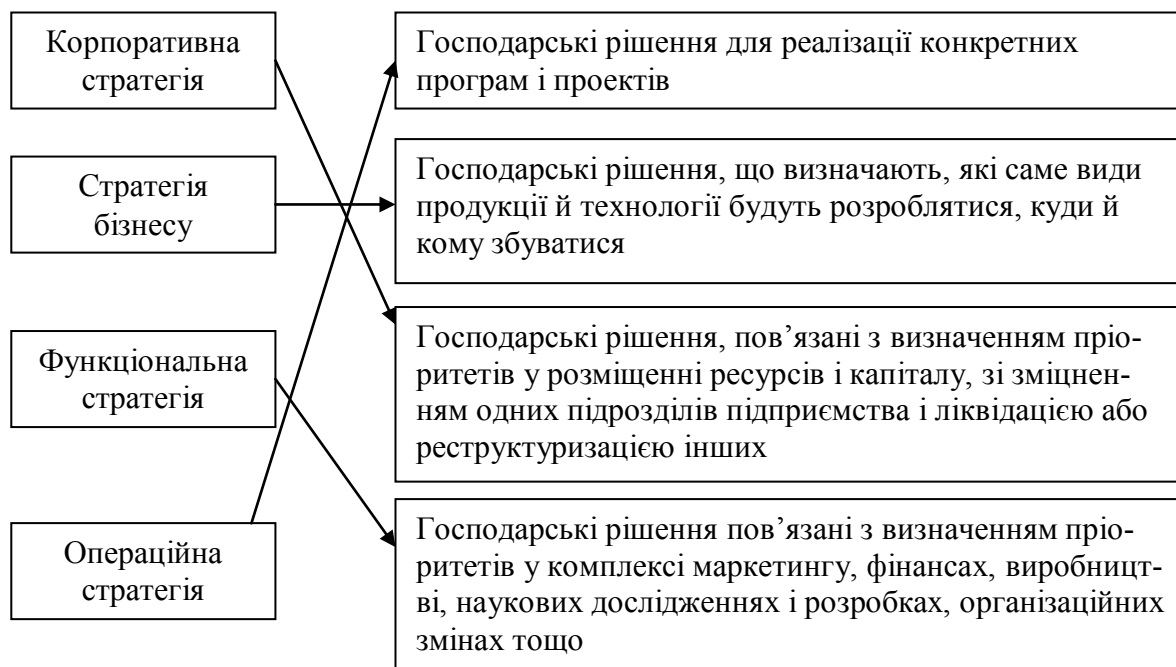 Корпоративна
стратегія
Господарські рішення для реалізації конкретних
програм і проектів
Стратегія
бізнесу
Господарські рішення, що визначають, які саме види
продукції й технології будуть розроблятися, куди й
кому збуватися
Функціональна
стратегія
Господарські рішення, пов’язані з визначенням пріо-
ритетів у розміщенні ресурсів і капіталу, зі зміцнен-
ням одних підрозділів підприємства і ліквідацією або
реструктуризацією інших
Операційна
стратегія
Господарські рішення пов’язані з визначенням пріо-
ритетів у комплексі маркетингу, фінансах, виробницт-
ві, наукових дослідженнях і розробках, організаційних
змінах тощо